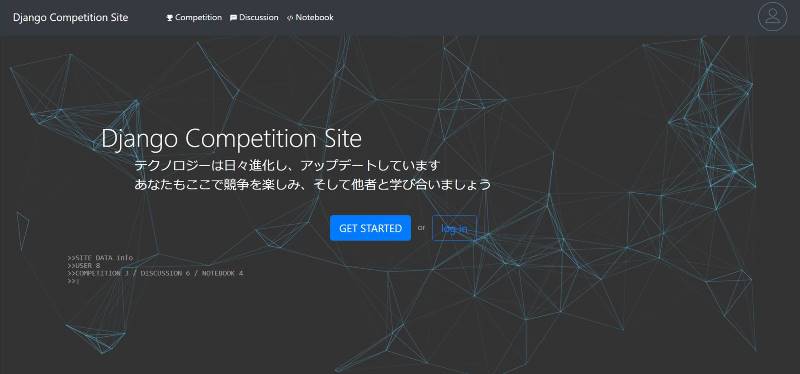 Django Competition Site
Competition Discussion Notebook
Django Competition Site
テクノロジーは日々進化し、アップデートしています
あなたもここで競争を楽しみ、そして他者と学び合いましょう
GET STARTED or log in
>>SITE DATA info
>>USER 8
>>COMPETITION 3 / DISCUSSION 6 / NOTEBOOK 4
>>: